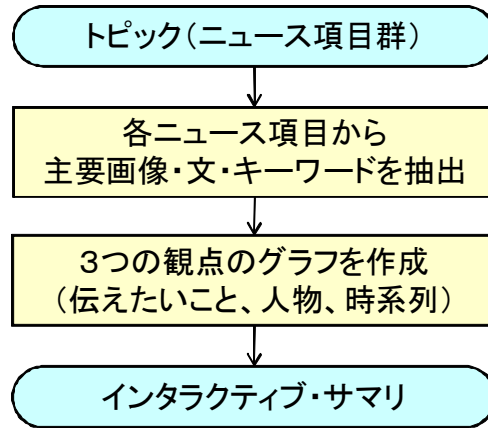 トピック(ニュース項目群)
各ニュース項目から
主要画像・文・キーワードを抽出
3つの観点のグラフを作成
(伝えたいこと、人物、時系列)
インタラクティブ・サマリ